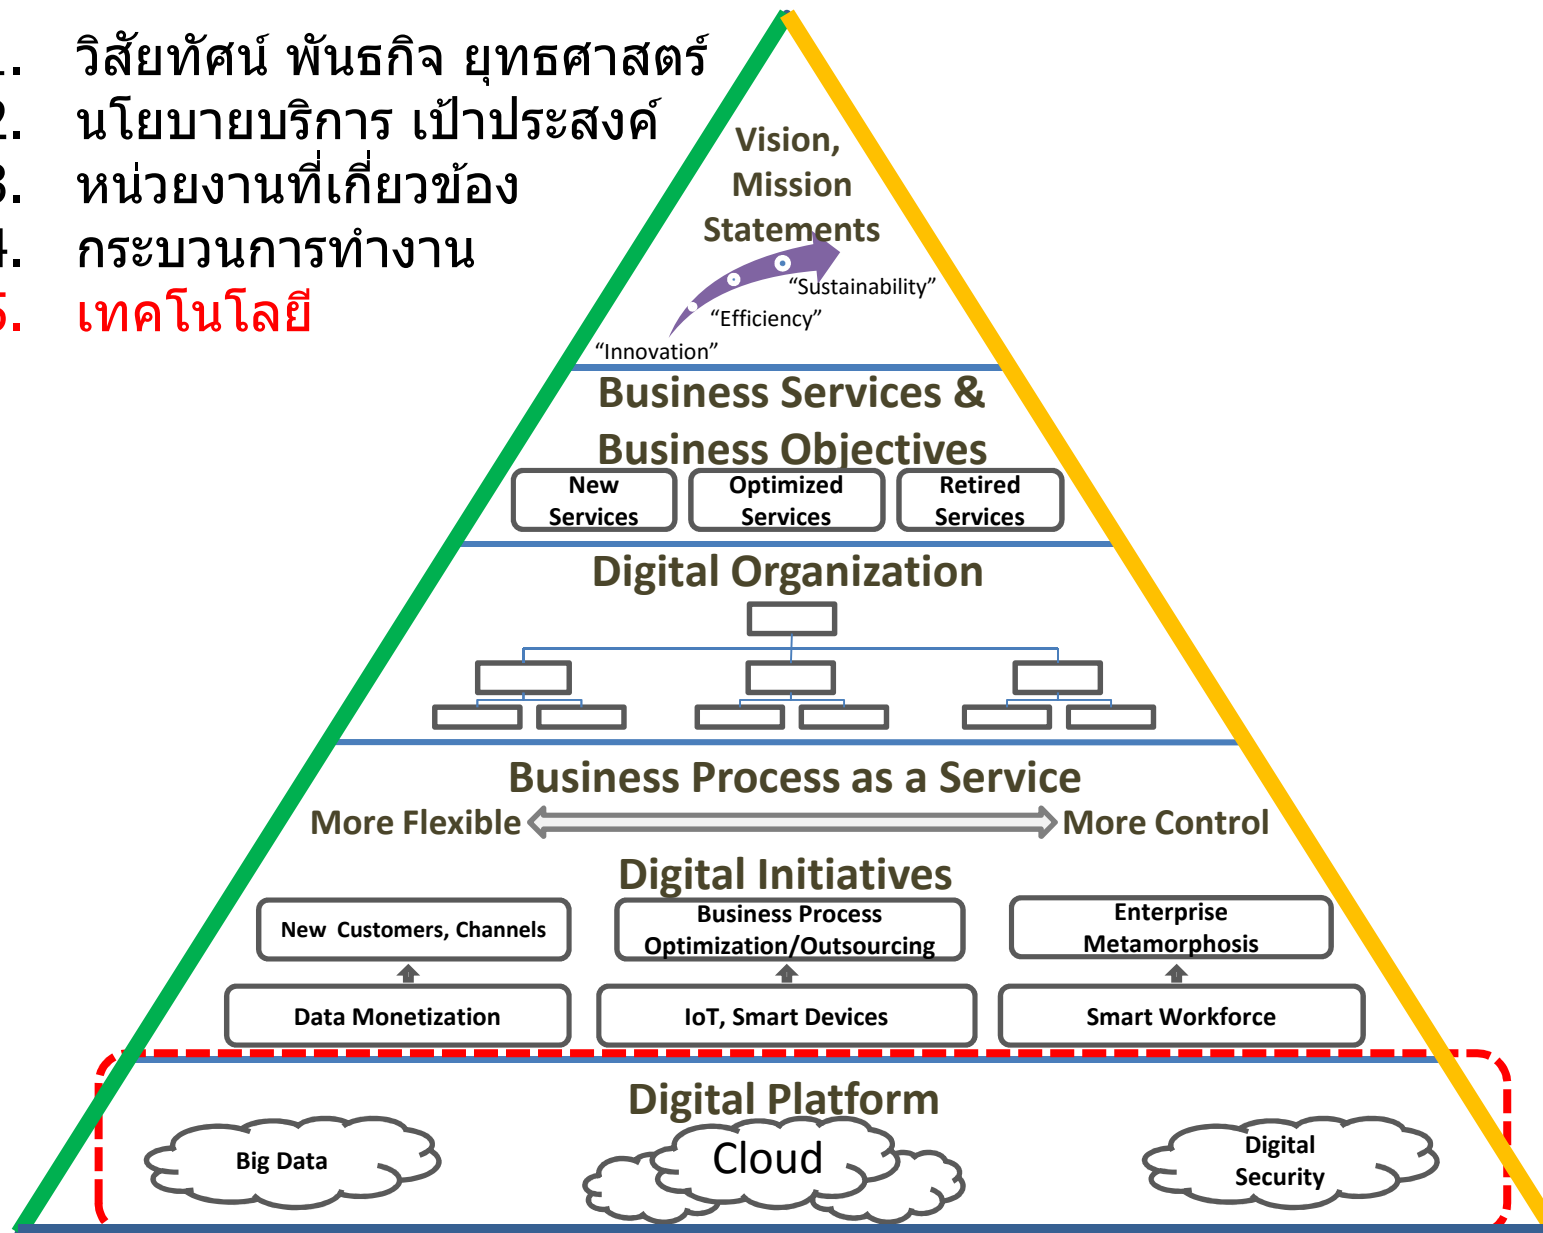 1. วิสัยทัศน์ พันธกิจ ยุทธศาสตร์
2. นโยบายบริการ เป้าประสงค์
3. หน่วยงานที่เกี่ยวข้อง
4. กระบวนการทำงาน
5. เทคโนโลยี
Vision,
Mission
Statements
“Sustainability”
“Efficiency”
“Innovation”
Business Services &
Business Objectives
New
Services
Optimized
Services
Retired
Services
Digital Organization
Business Process as a Service
More Flexible
More Control
Digital Initiatives
New Customers, Channels
Business Process
Optimization/Outsourcing
Enterprise
Metamorphosis
Data Monetization
IoT, Smart Devices
Smart Workforce
Digital Platform
Big Data
Cloud
Digital
Security